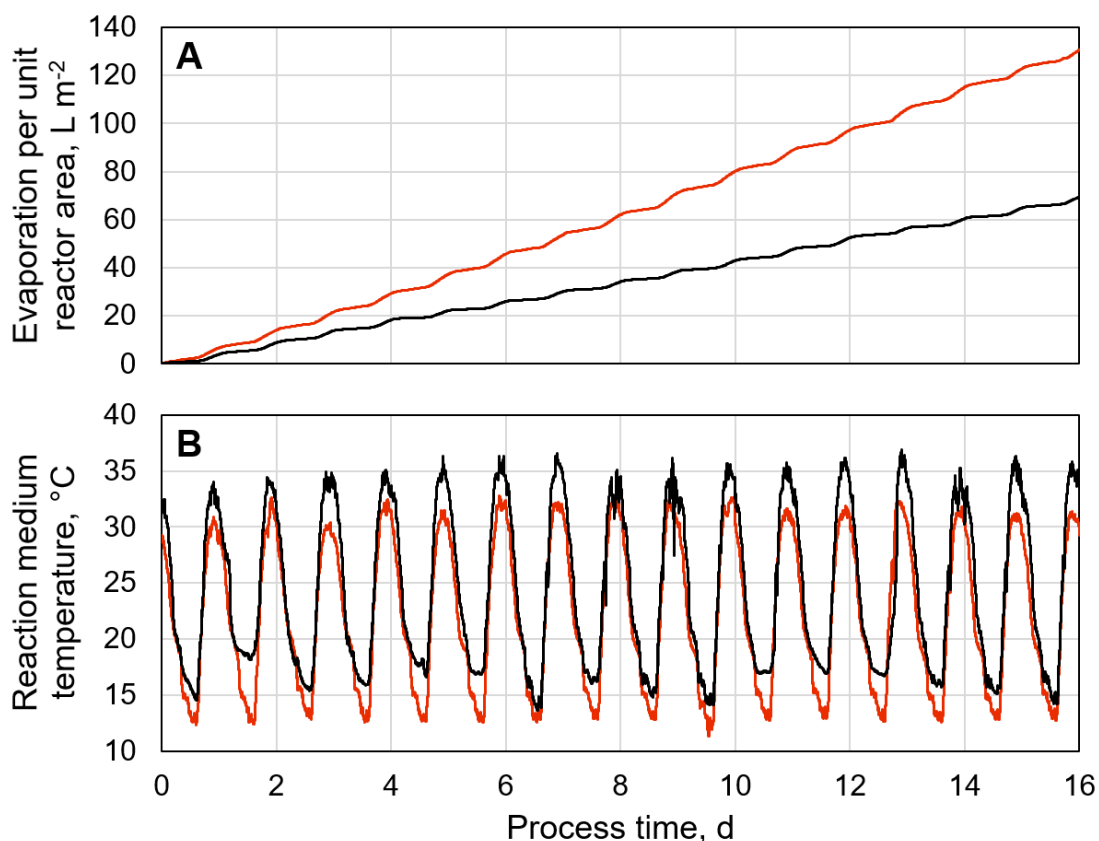 A
Evaporation per unit
reactor area, L m⁻²
140
120
100
80
60
40
20
0
B
Reaction medium
temperature, °C
40
35
30
25
20
15
10
0 2 4 6 8 10 12 14 16
Process time, d